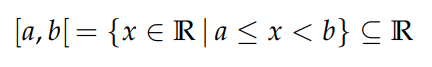 [a, b[ = {x ∈ ℝ | a ≤ x < b} ⊆ ℝ